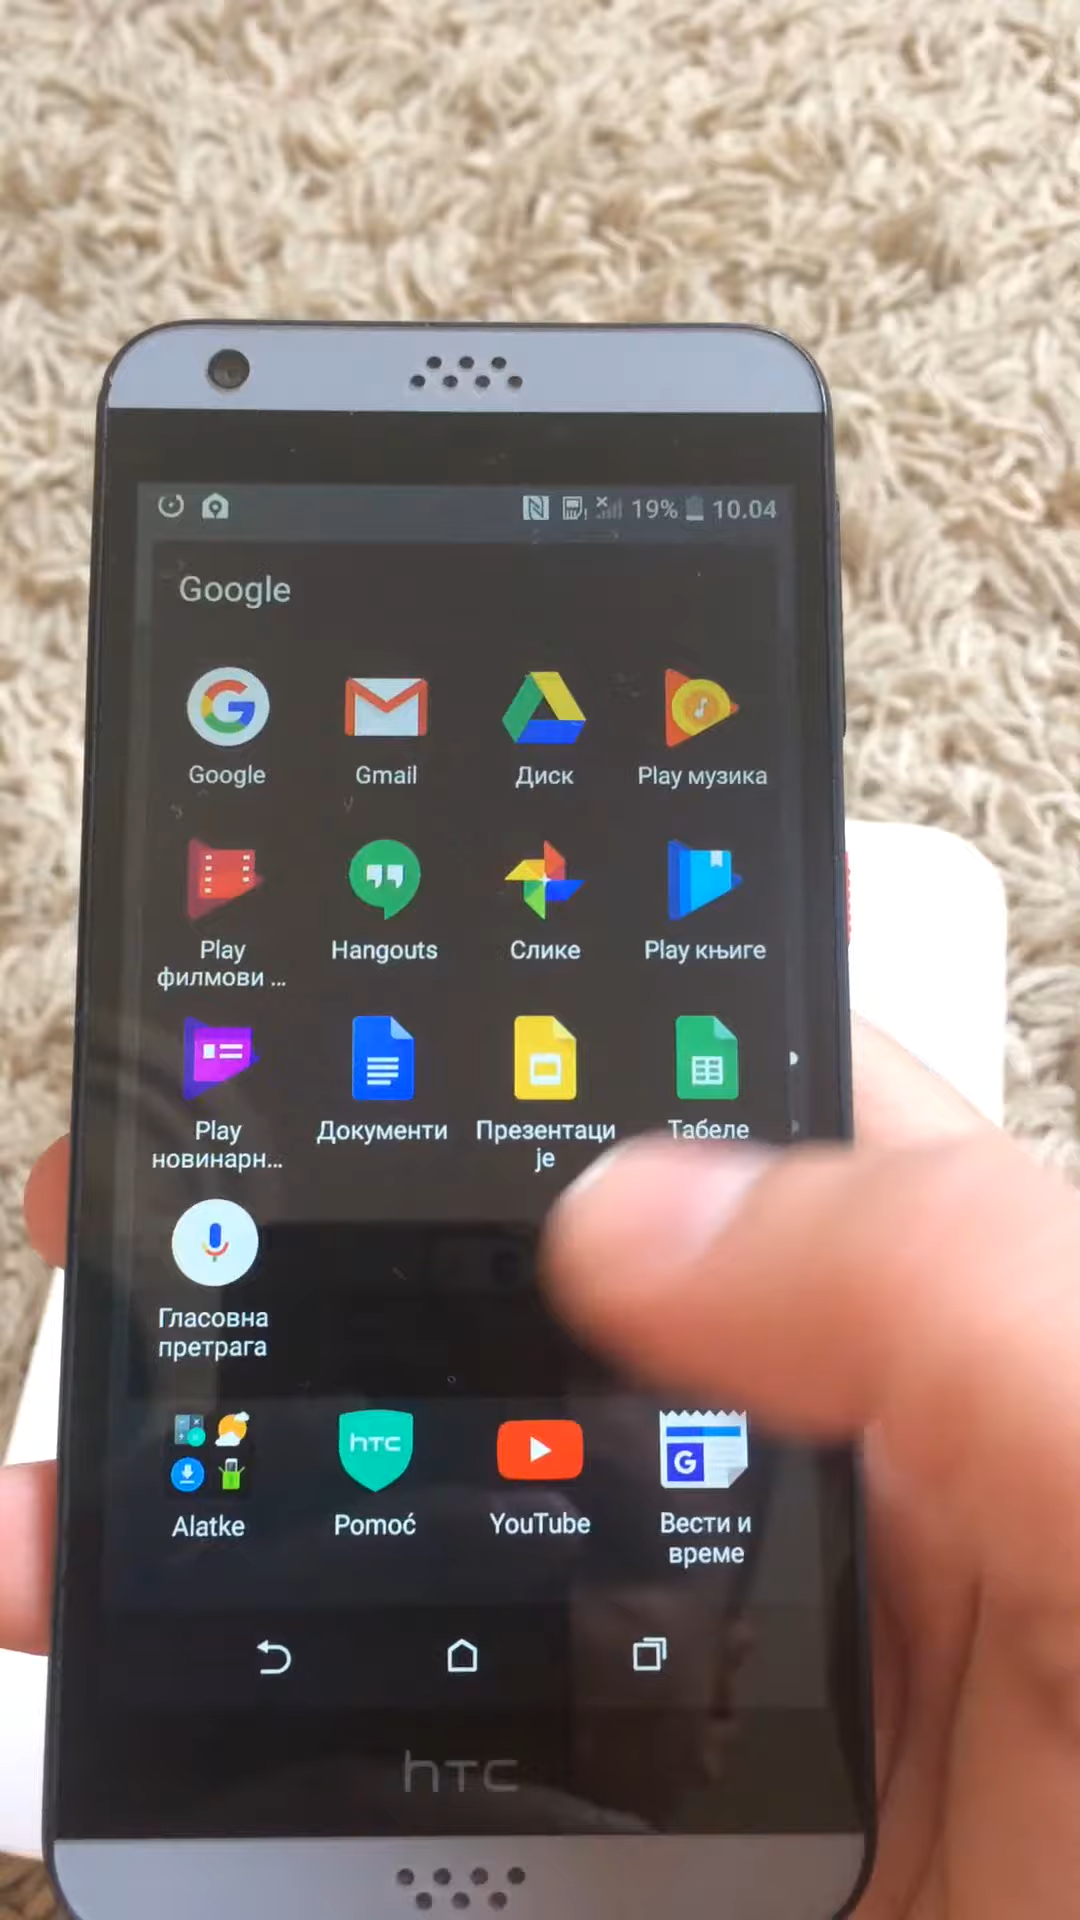 19% 10.04
Google
Google Gmail Диск Play музика
Play филмови ... Hangouts Слике Play књиге
Play новинарн... Документи Презентације Табеле
Гласовна
претрага
hTC
G
Alatke Pomoć YouTube Вести и
време
hTC